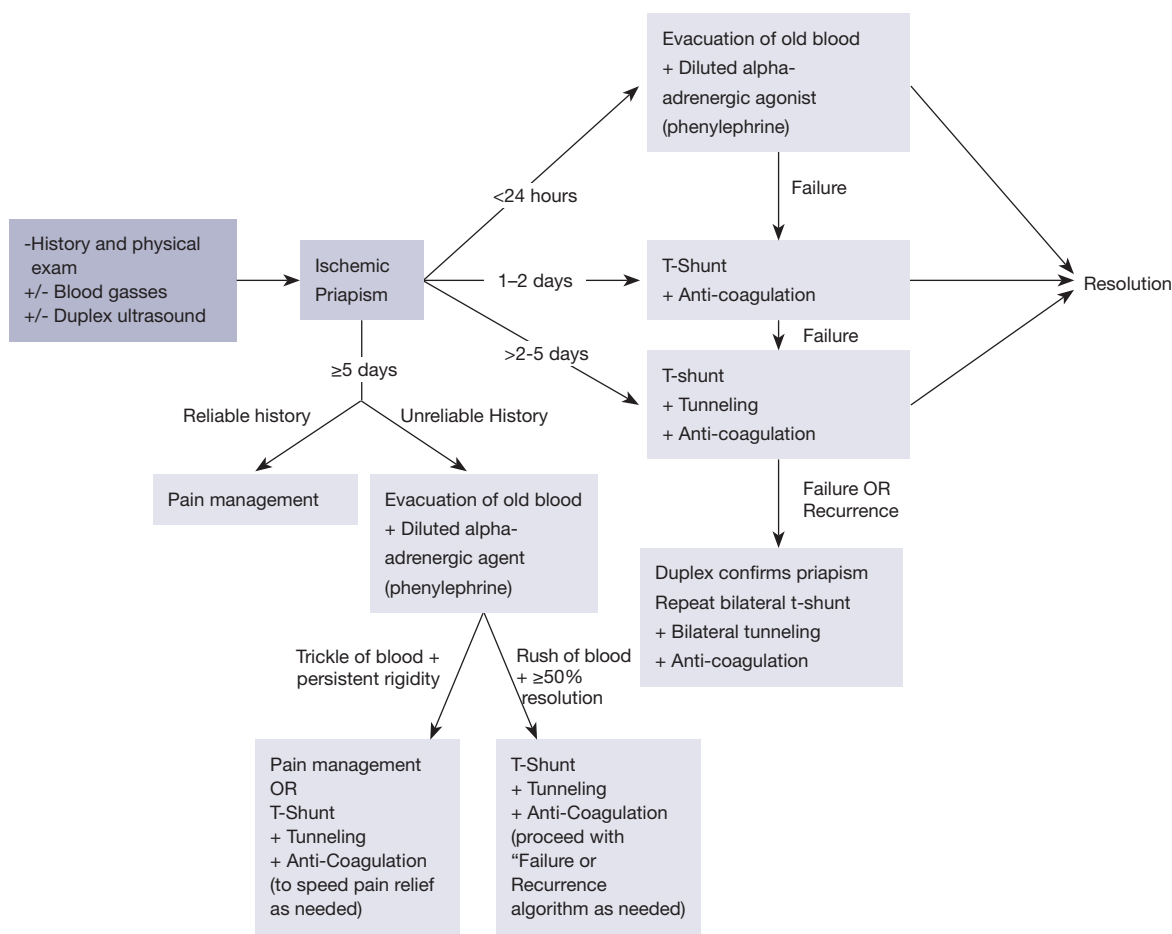 Evacuation of old blood
+ Diluted alpha-
adrenergic agonist
(phenylephrine)
<24 hours
Failure
-History and physical
exam
+/- Blood gasses
+/- Duplex ultrasound
Ischemic
Priapism
1–2 days
T-Shunt
+ Anti-coagulation
Resolution
Failure
>2-5 days
≥5 days
T-shunt
+ Tunneling
+ Anti-coagulation
Reliable history
Unreliable History
Pain management
Evacuation of old blood
+ Diluted alpha-
adrenergic agent
(phenylephrine)
Failure OR
Recurrence
Duplex confirms priapism
Repeat bilateral t-shunt
+ Bilateral tunneling
+ Anti-coagulation
Trickle of blood +
persistent rigidity
Rush of blood
+ ≥50%
resolution
Pain management
OR
T-Shunt
+ Tunneling
+ Anti-Coagulation
(to speed pain relief
as needed)
T-Shunt
+ Tunneling
+ Anti-Coagulation
(proceed with
“Failure or
Recurrence
algorithm as needed)